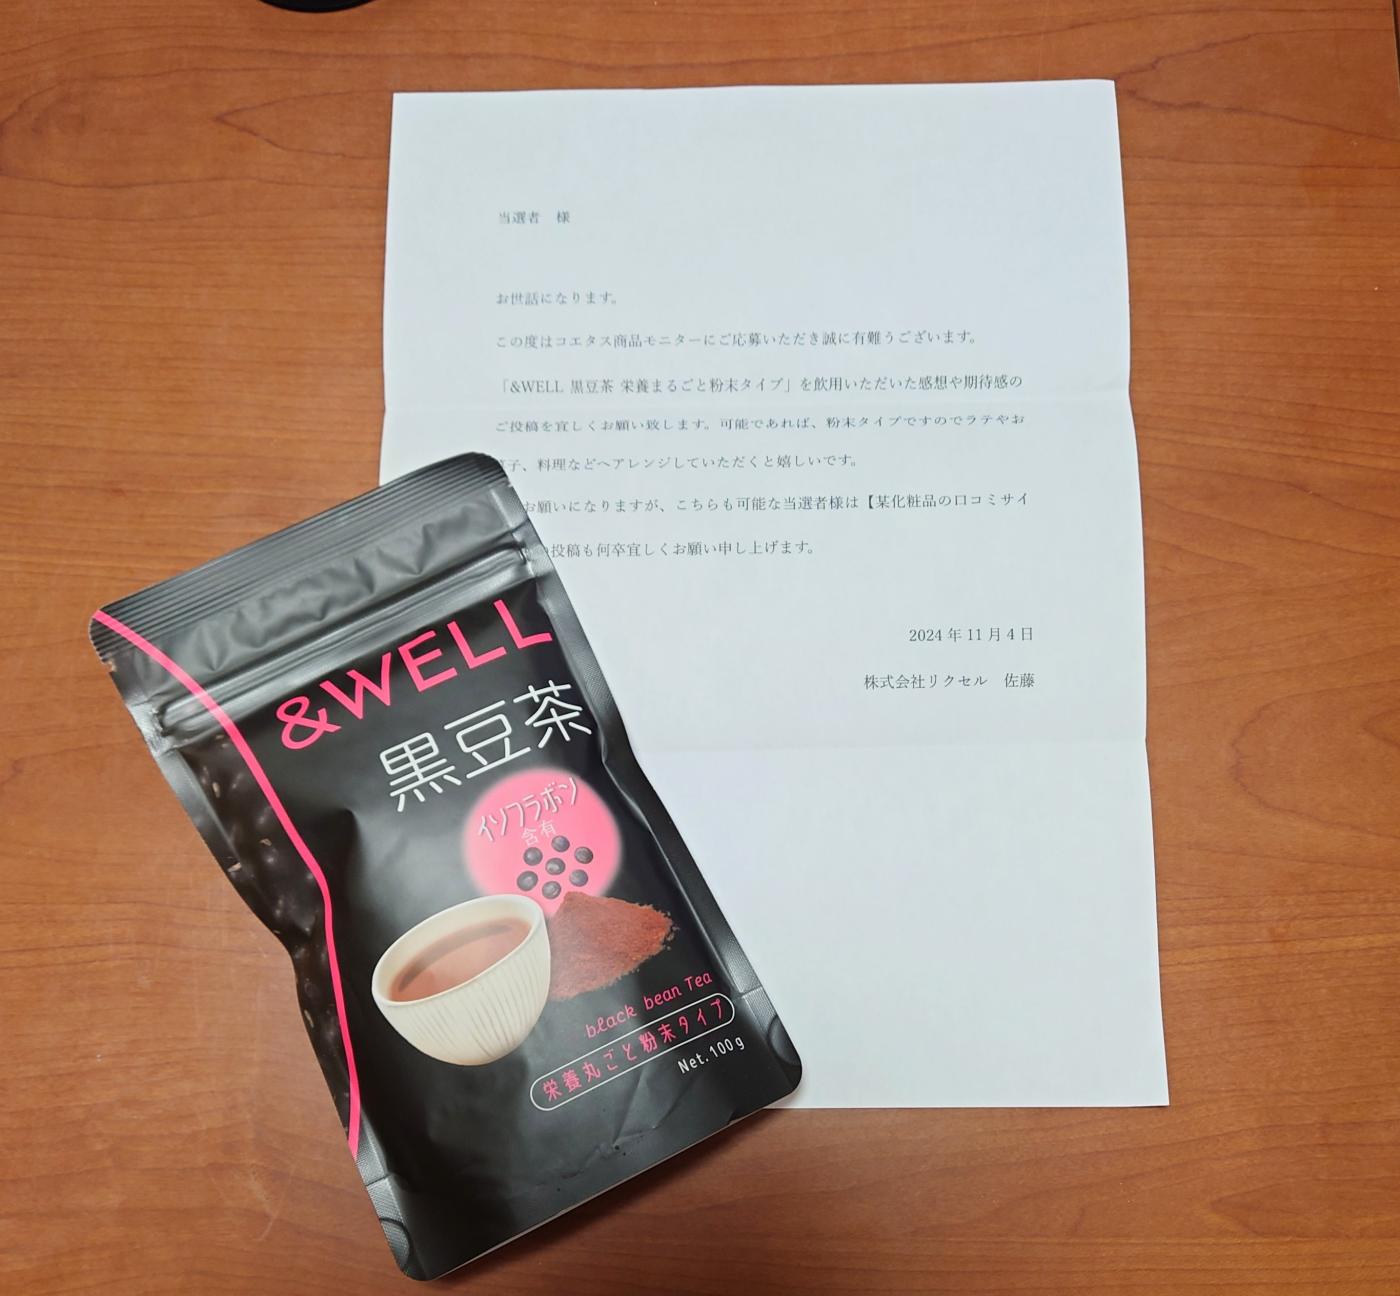 当選者 様
お世話になります。
この度はコエタス商品モニターにご応募いただき誠に有難うございます。
「&WELL 黒豆茶 栄養まるごと粉末タイプ」を飲用いただいた感想や期待感の
ご投稿を宜しくお願い致します。可能であれば、粉末タイプですのでラテやお
子、料理などへアレンジしていただくと嬉しいです。
お願いになりますが、こちらも可能な当選者様は【某化粧品の口コミサイ
の投稿も何卒宜しくお願い申し上げます。
2024 年 11 月 4 日
株式会社リクセル 佐藤
&WELL
黒豆茶
イソフラボン
含有
black bean Tea
栄養丸ごと粉末タイプ
Net.100g